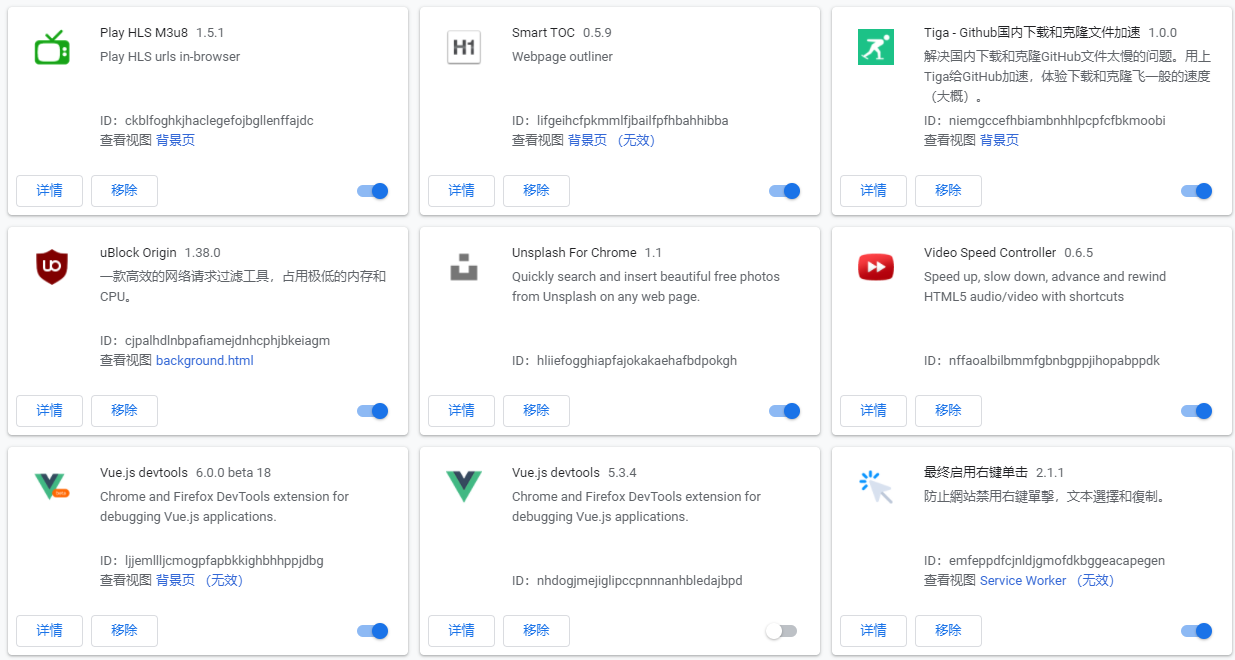 Play HLS M3u8 1.5.1
Play HLS urls in-browser
ID：ckblfoghkjhaclegefojbgllenffajdc
查看视图 背景页
详情 移除
H1
Smart TOC 0.5.9
Webpage outliner
ID：lifgeihcfpkmmlfjbailfpfhbahhibba
查看视图 背景页 （无效）
详情 移除
Tiga - Github国内下载和克隆文件加速 1.0.0
解决国内下载和克隆GitHub文件太慢的问题。用上
Tiga给GitHub加速，体验下载和克隆飞一般的速度
（大概）。
ID：niemgccefhbiambnhhlpcpfcfbkmoobi
查看视图 背景页
详情 移除
uBlock Origin 1.38.0
一款高效的网络请求过滤工具，占用极低的内存和
CPU。
ID：cjpalhdlnbpafiamejdnhcphjbkeiagm
查看视图 background.html
详情 移除
Unsplash For Chrome 1.1
Quickly search and insert beautiful free photos
from Unsplash on any web page.
ID：hliiefogghiapfajokakaehafbdpokgh
详情 移除
Video Speed Controller 0.6.5
Speed up, slow down, advance and rewind
HTML5 audio/video with shortcuts
ID：nffaoalbilbmmfgbnbgppjihopabppdk
详情 移除
beta
Vue.js devtools 6.0.0 beta 18
Chrome and Firefox DevTools extension for
debugging Vue.js applications.
ID：ljjemllljcmogpfapbkkighbhhppjdbg
查看视图 背景页 （无效）
详情 移除
Vue.js devtools 5.3.4
Chrome and Firefox DevTools extension for
debugging Vue.js applications.
ID：nhdogjmejiglipccpnnnanhbledajbpd
详情 移除
最终启用右键单击 2.1.1
防止網站禁用右鍵單擊，文本選擇和復制。
ID：emfeppdfcjnldjgmofdkbggeacapegen
查看视图 Service Worker （无效）
详情 移除